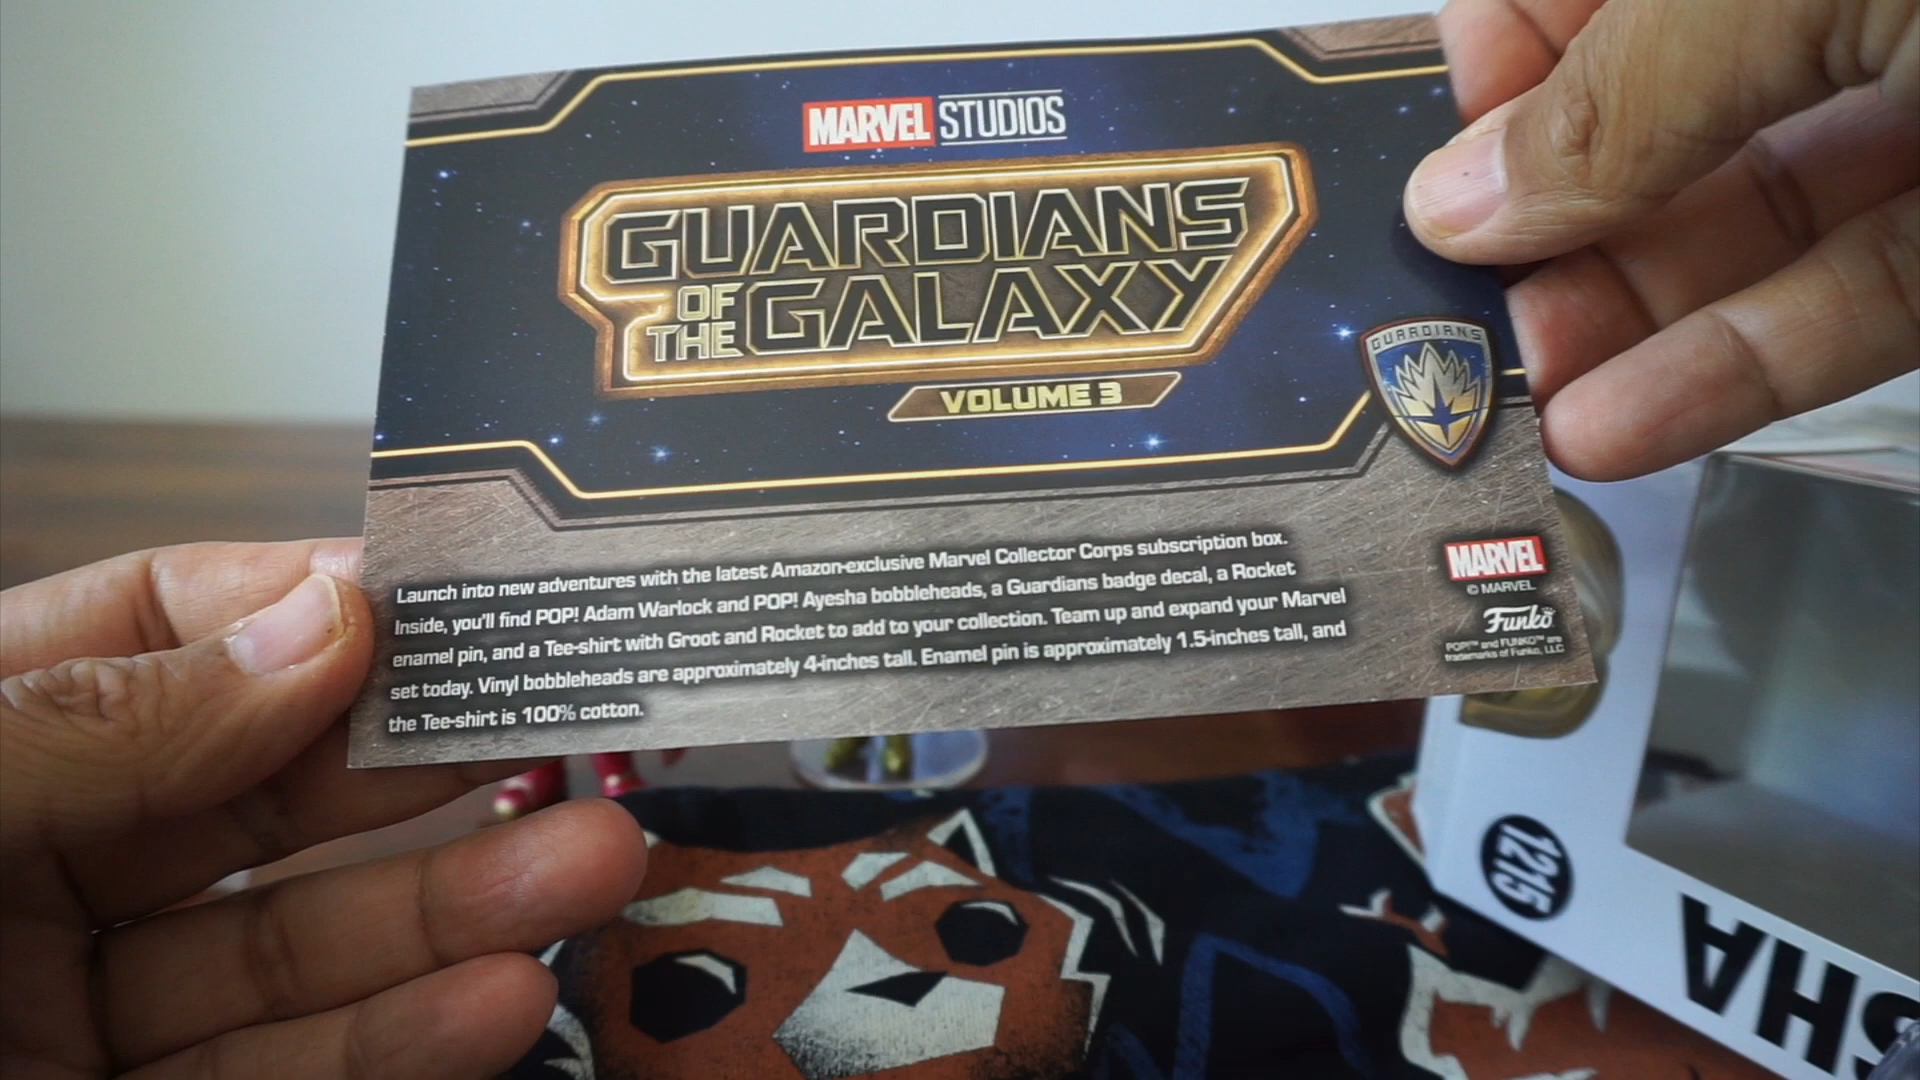 MARVEL STUDIOS
GUARDIANS
OF
THE GALAXY
VOLUME 3
GUARDIANS
Launch into new adventures with the latest Amazon-exclusive Marvel Collector Corps subscription box.
Inside, you'll find POP! Adam Warlock and POP! Ayesha bobbleheads, a Guardians badge decal, a Rocket
enamel pin, and a Tee-shirt with Groot and Rocket to add to your collection. Team up and expand your Marvel
set today. Vinyl bobbleheads are approximately 4-inches tall. Enamel pin is approximately 1.5-inches tall, and
the Tee-shirt is 100% cotton.
MARVEL
© MARVEL
Funko
POP!™ and FUNKO™ are
trademarks of Funko, LLC
1215
SHA